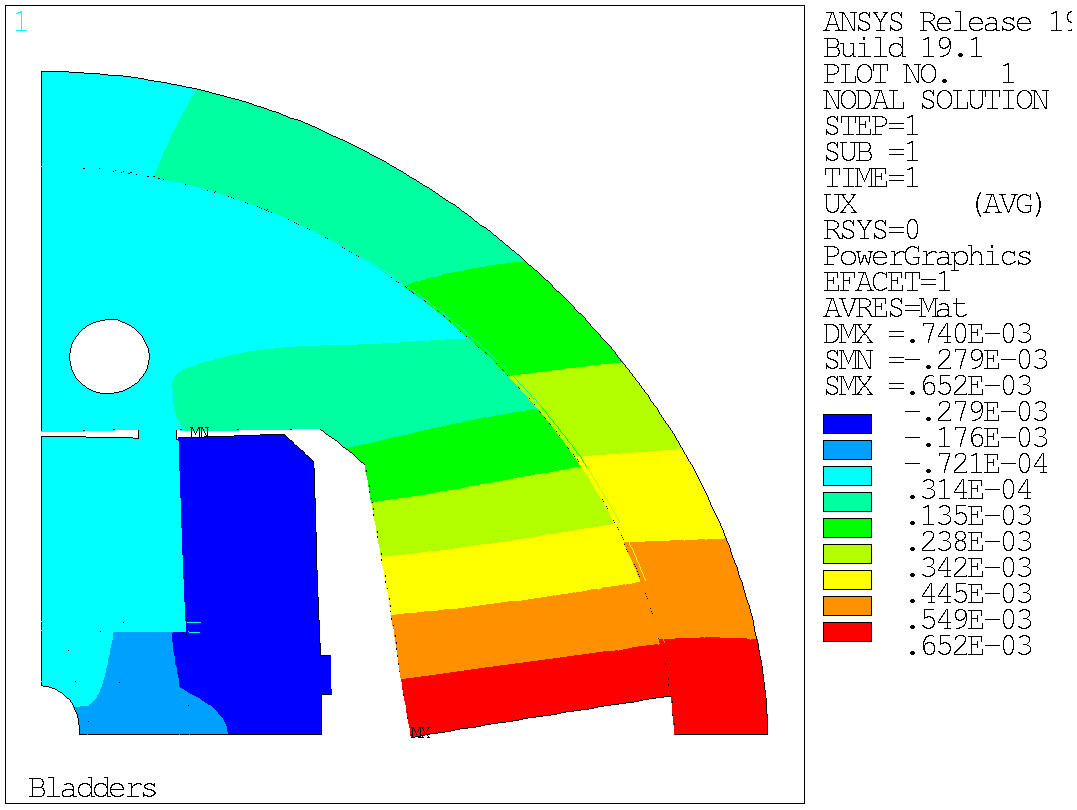 1
ANSYS Release 19
Build 19.1
PLOT NO.   1
NODAL SOLUTION
STEP=1
SUB =1
TIME=1
UX       (AVG)
RSYS=0
PowerGraphics
EFACET=1
AVRES=Mat
DMX =.740E-03
SMN =-.279E-03
SMX =.652E-03
-.279E-03
-.176E-03
-.721E-04
.314E-04
.135E-03
.238E-03
.342E-03
.445E-03
.549E-03
.652E-03
MN
MX
Bladders